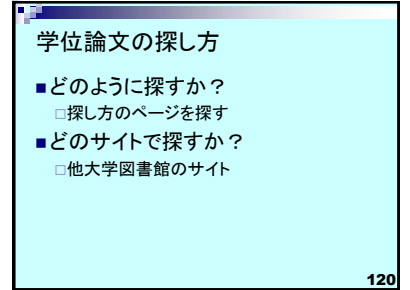 学位論文の探し方
■どのように探すか？
□探し方のページを探す
■どのサイトで探すか？
□他大学図書館のサイト
120